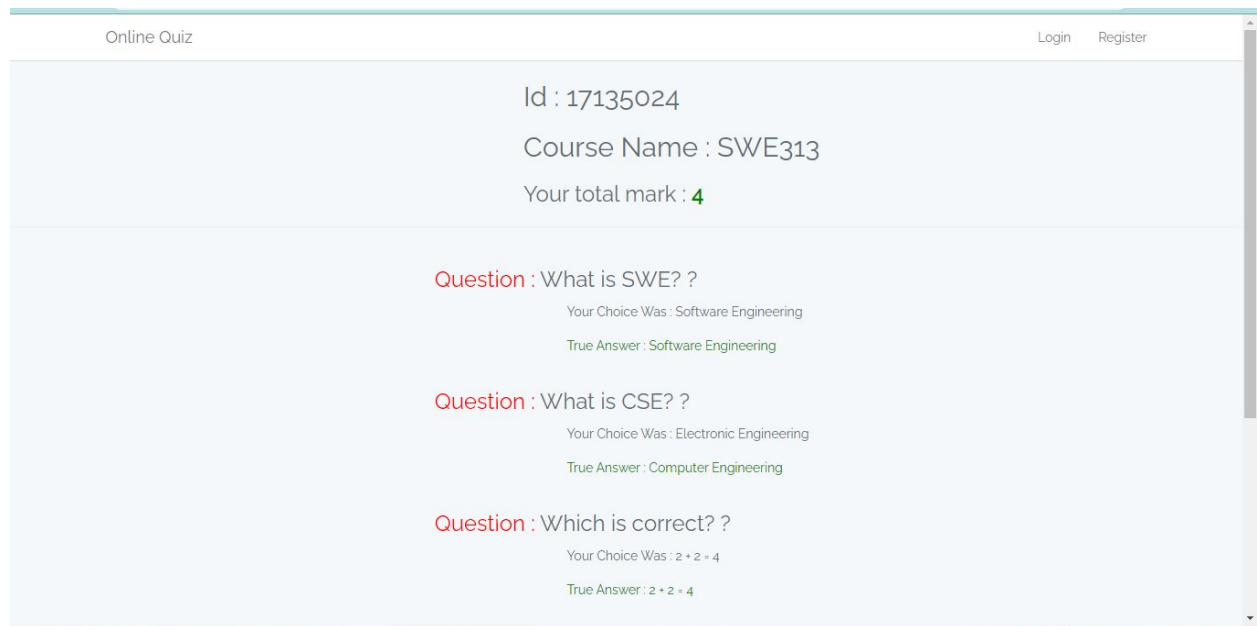 Online Quiz Login Register
Id : 17135024
Course Name : SWE313
Your total mark : 4
Question : What is SWE? ?
Your Choice Was : Software Engineering
True Answer : Software Engineering
Question : What is CSE? ?
Your Choice Was : Electronic Engineering
True Answer : Computer Engineering
Question : Which is correct? ?
Your Choice Was : 2 + 2 = 4
True Answer : 2 + 2 = 4